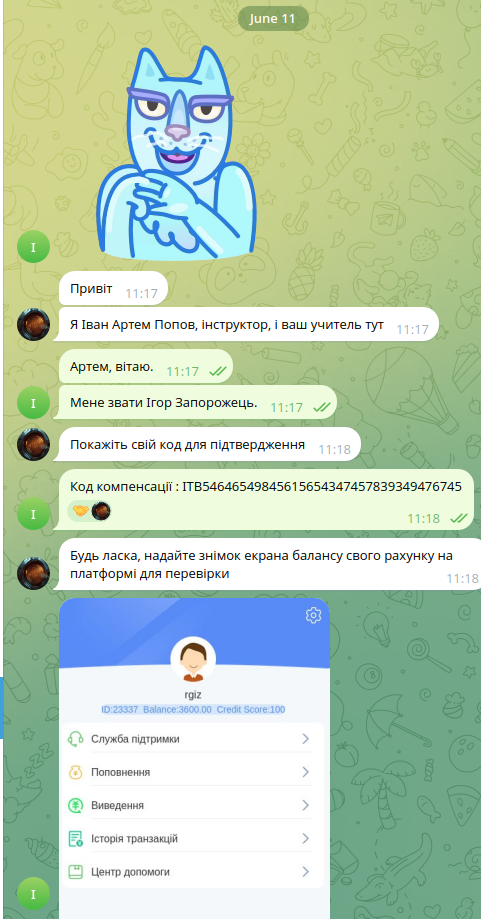 June 11
I
Привіт 11:17
Я Іван Артем Попов, інструктор, і ваш учитель тут 11:17
Артем, вітаю. 11:17
Мене звати Ігор Запорожець. 11:17
I
Покажіть свій код для підтвердження 11:18
Код компенсації : ITB54646549845615654347457839349476745
11:18
I
Будь ласка, надайте знімок екрана балансу свого рахунку на
платформі для перевірки 11:18
rgiz
ID:23337 Balance:3600.00 Credit Score:100
Служба підтримки
Поповнення
Виведення
Історія транзакцій
Центр допомоги
I